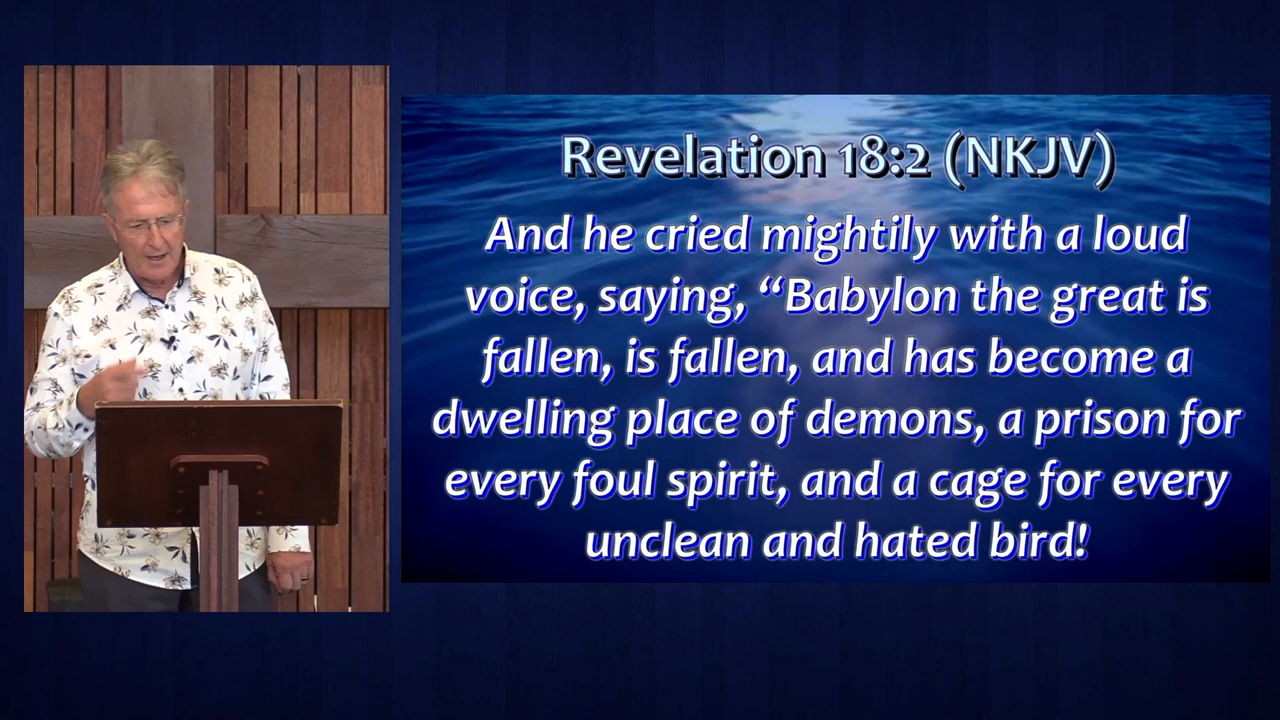 Revelation 18:2 (NKJV)
And he cried mightily with a loud
voice, saying, “Babylon the great is
fallen, is fallen, and has become a
dwelling place of demons, a prison for
every foul spirit, and a cage for every
unclean and hated bird!